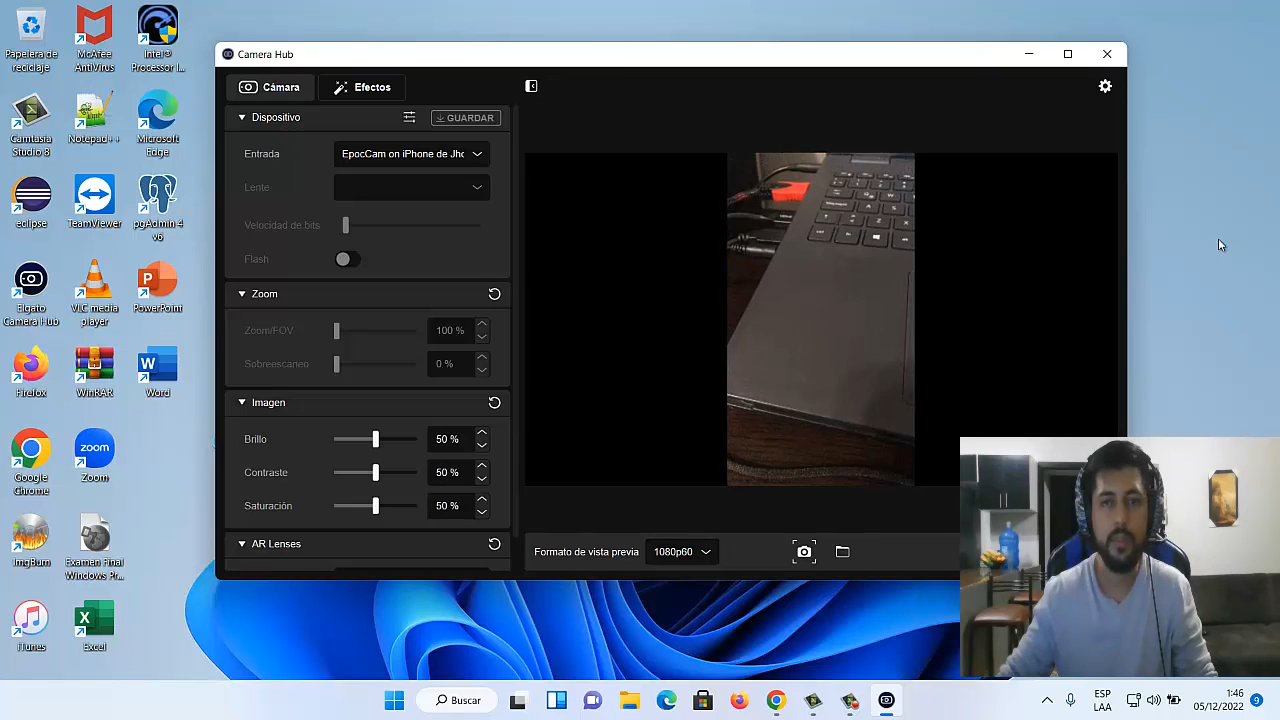 Papelera de
reciclaje
McAfee
AntiVirus
Intel®
Processor I...
Camtasia
Studio 8
Notepad++
Microsoft
Edge
eclipse
TeamViewer
pgAdmin 4
v6
Elgato
Camera Hub
VLC media
player
PowerPoint
Firefox
WinRAR
Word
Google
Chrome
Zoom
ImgBurn
Examen Final
Windows Pr...
iTunes
Excel
Camera Hub
Cámara
Efectos
Dispositivo
GUARDAR
Entrada
EpocCam on iPhone de Jho
Lente
Velocidad de bits
Flash
Zoom
Zoom/FOV
100 %
Sobreescaneo
0 %
Imagen
Brillo
50 %
Contraste
50 %
Saturación
50 %
AR Lenses
Formato de vista previa
1080p60
zoom
Buscar
ESP
LAA
1:46
05/12/2022
9